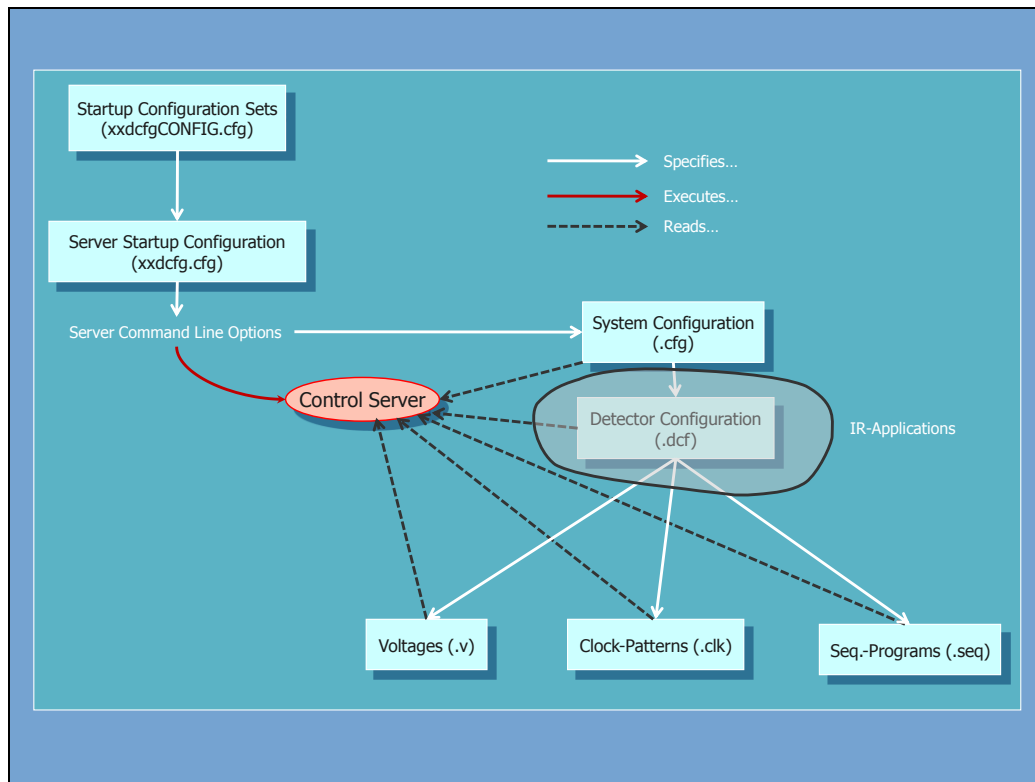 Startup Configuration Sets
(xxdcfgCONFIG.cfg)
Specifies…
Executes…
Reads…
Server Startup Configuration
(xxdcfg.cfg)
Server Command Line Options
System Configuration
(.cfg)
Control Server
Detector Configuration
(.dcf)
IR-Applications
Voltages (.v)
Clock-Patterns (.clk)
Seq.-Programs (.seq)